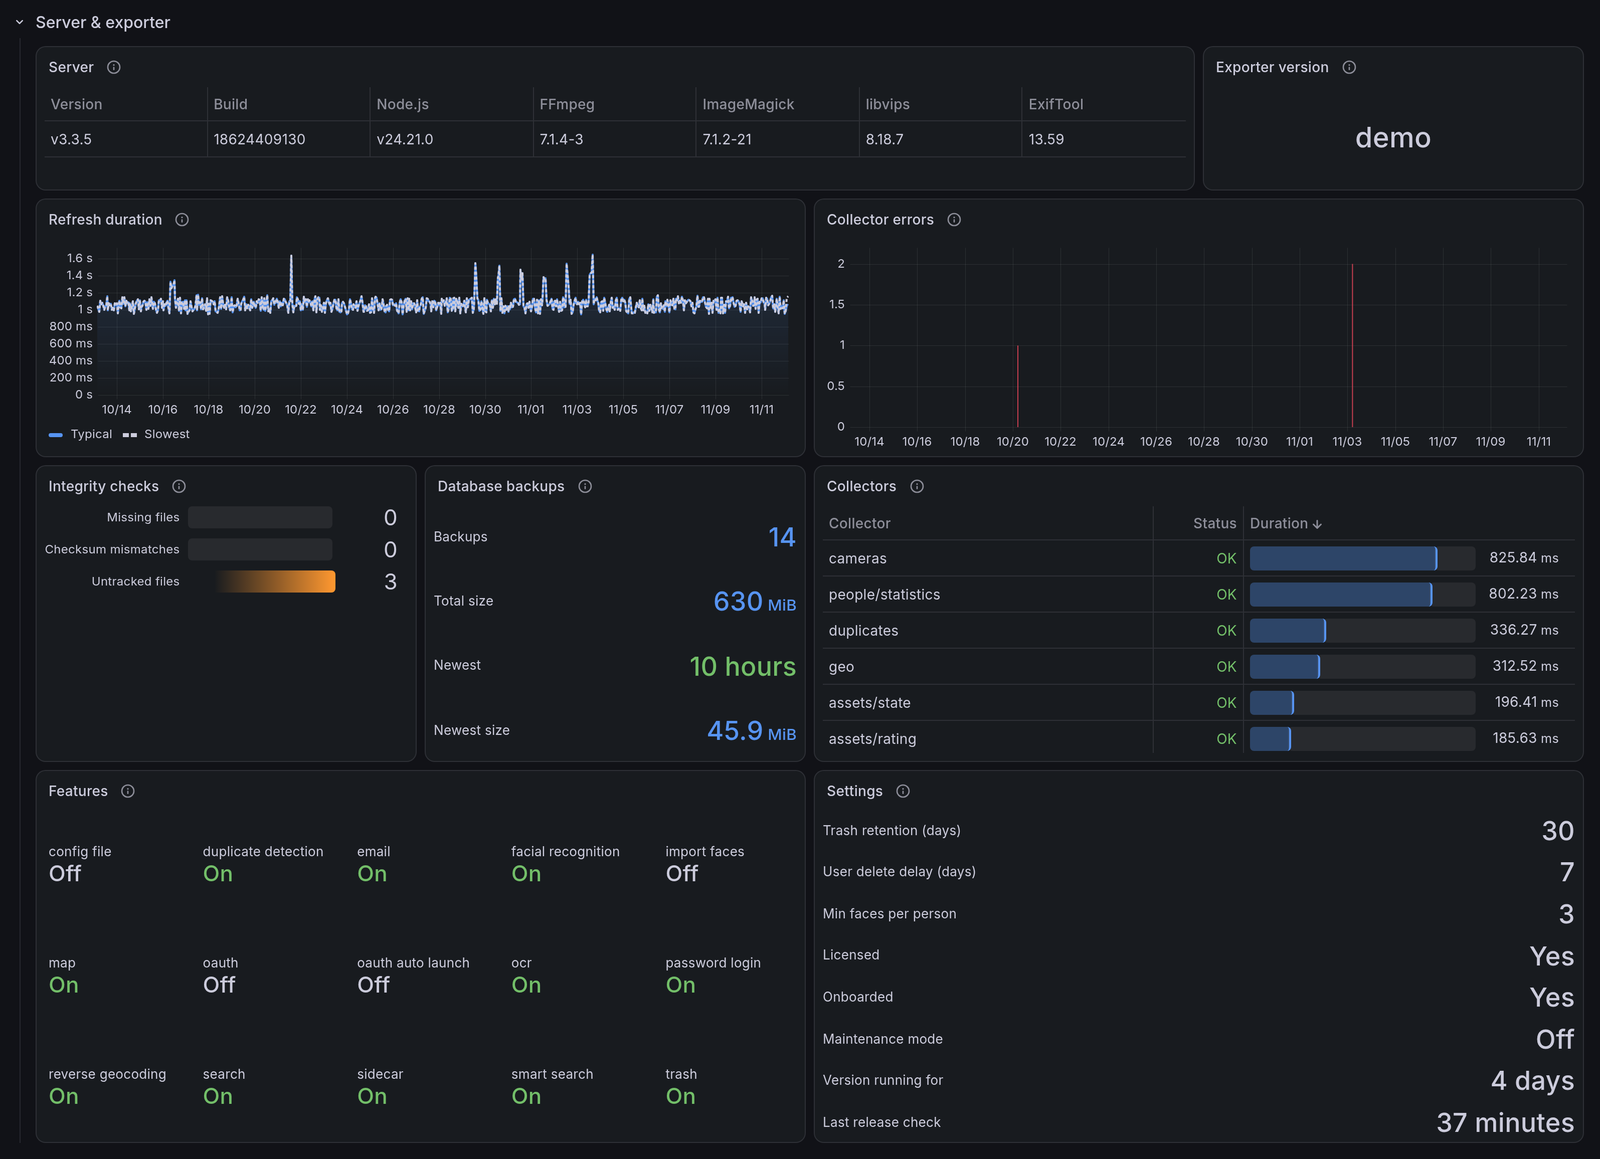 Server & exporter
Server
Version Build Node.js FFmpeg ImageMagick libvips ExifTool
v3.3.5 18624409130 v24.21.0 7.1.4-3 7.1.2-21 8.18.7 13.59
Exporter version
demo
Refresh duration
1.6 s
1.4 s
1.2 s
1 s
800 ms
600 ms
400 ms
200 ms
0 s
10/14 10/16 10/18 10/20 10/22 10/24 10/26 10/28 10/30 11/01 11/03 11/05 11/07 11/09 11/11
Typical Slowest
Collector errors
2
1.5
1
0.5
0
10/14 10/16 10/18 10/20 10/22 10/24 10/26 10/28 10/30 11/01 11/03 11/05 11/07 11/09 11/11
Integrity checks
Missing files 0
Checksum mismatches 0
Untracked files 3
Database backups
Backups 14
Total size 630 MiB
Newest 10 hours
Newest size 45.9 MiB
Collectors
Collector Status Duration
cameras OK 825.84 ms
people/statistics OK 802.23 ms
duplicates OK 336.27 ms
geo OK 312.52 ms
assets/state OK 196.41 ms
assets/rating OK 185.63 ms
Features
config file duplicate detection email facial recognition import faces
Off On On On Off
map oauth oauth auto launch ocr password login
On Off Off On On
reverse geocoding search sidecar smart search trash
On On On On On
Settings
Trash retention (days) 30
User delete delay (days) 7
Min faces per person 3
Licensed Yes
Onboarded Yes
Maintenance mode Off
Version running for 4 days
Last release check 37 minutes